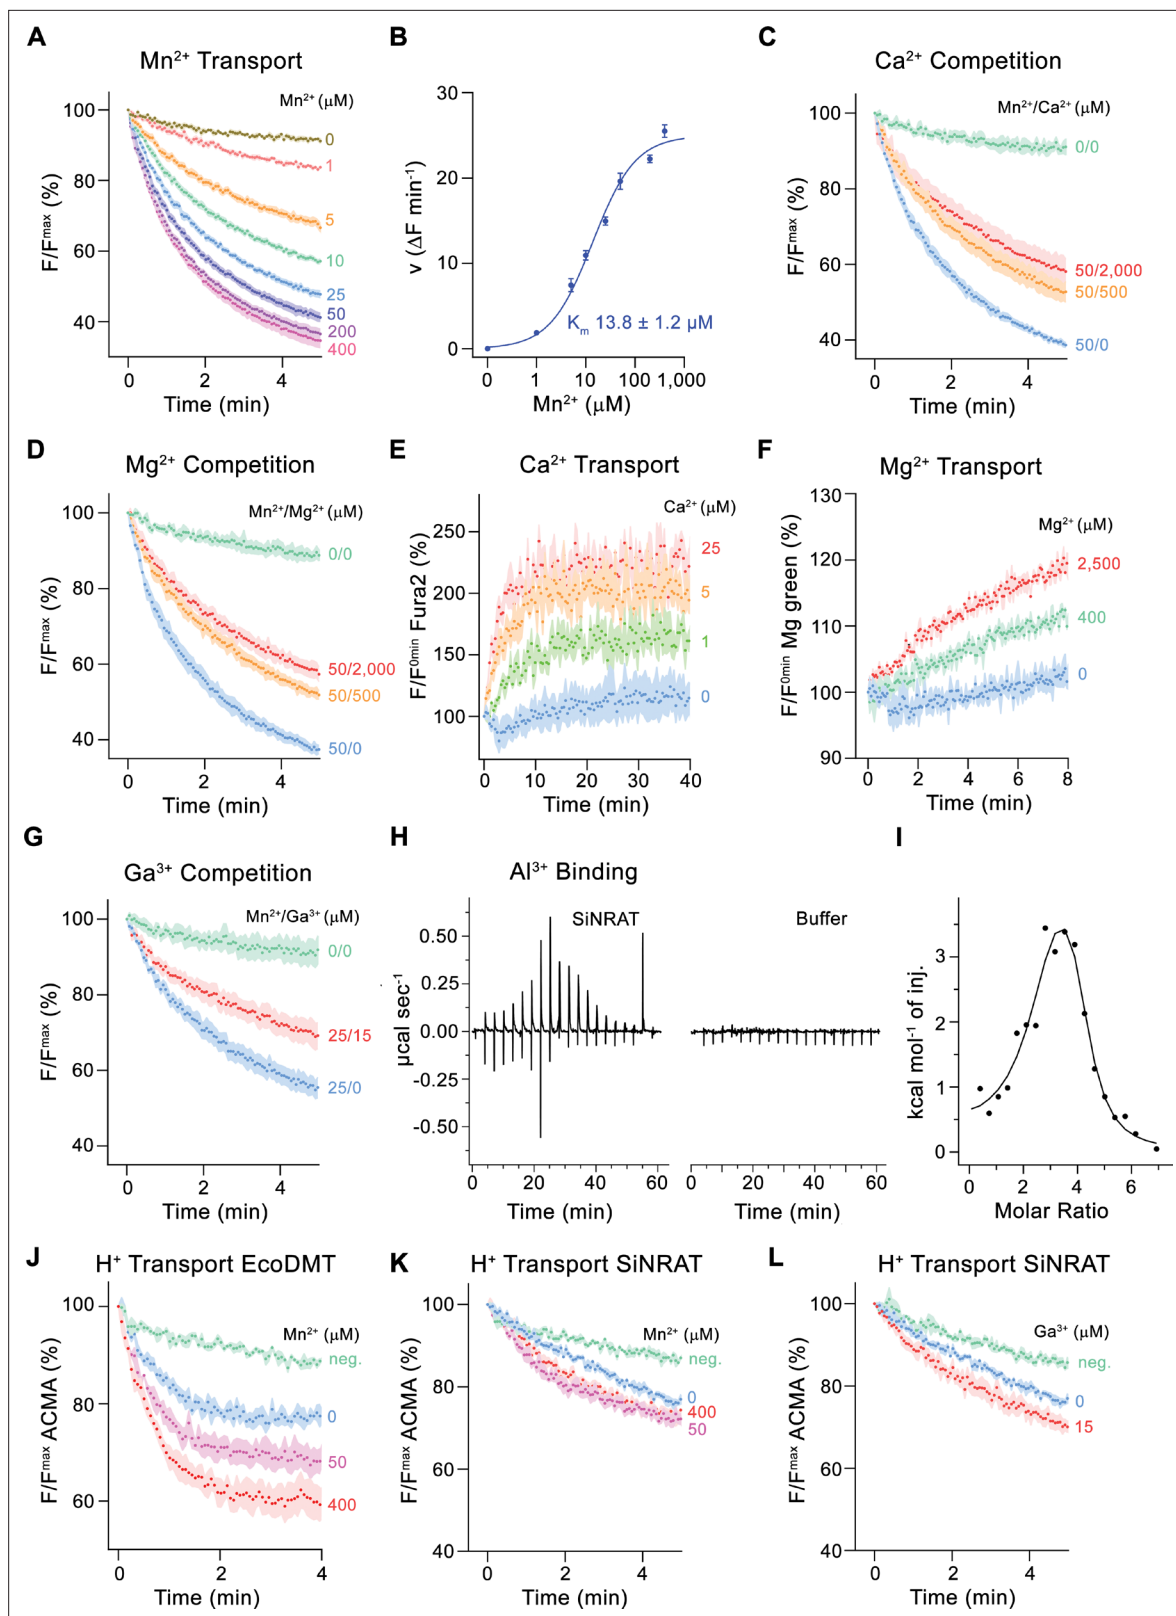 A
Mn²⁺ Transport
Mn²⁺ (μM)
F/Fᵐᵃˣ (%)
100
80
60
40
0
1
5
10
25
50
200
400
0 2 4
Time (min)
B
v (ΔF min⁻¹)
30
20
10
0
Kₘ 13.8 ± 1.2 μM
0 1 10 100 1,000
Mn²⁺ (μM)
C
Ca²⁺ Competition
Mn²⁺/Ca²⁺ (μM)
F/Fᵐᵃˣ (%)
100
80
60
40
0/0
50/2,000
50/500
50/0
0 2 4
Time (min)
D
Mg²⁺ Competition
Mn²⁺/Mg²⁺ (μM)
F/Fᵐᵃˣ (%)
100
80
60
40
0/0
50/2,000
50/500
50/0
0 2 4
Time (min)
E
Ca²⁺ Transport
Ca²⁺ (μM)
F/F⁰ᵐⁱⁿ Fura2 (%)
250
200
150
100
25
5
1
0
0 10 20 30 40
Time (min)
F
Mg²⁺ Transport
Mg²⁺ (μM)
F/F⁰ᵐⁱⁿ Mg green (%)
130
120
110
100
90
2,500
400
0
0 2 4 6 8
Time (min)
G
Ga³⁺ Competition
Mn²⁺/Ga³⁺ (μM)
F/Fᵐᵃˣ (%)
100
80
60
40
0/0
25/15
25/0
0 2 4
Time (min)
H
Al³⁺ Binding
SiNRAT
Buffer
μcal sec⁻¹
0.50
0.25
0.00
-0.25
-0.50
0 20 40 60
0 20 40 60
Time (min)
Time (min)
I
kcal mol⁻¹ of inj.
3
2
1
0
0 2 4 6
Molar Ratio
J
H⁺ Transport EcoDMT
Mn²⁺ (μM)
F/Fᵐᵃˣ ACMA (%)
100
80
60
neg.
0
50
400
0 2 4
Time (min)
K
H⁺ Transport SiNRAT
Mn²⁺ (μM)
F/Fᵐᵃˣ ACMA (%)
100
80
60
40
neg.
0
400
50
0 2 4
Time (min)
L
H⁺ Transport SiNRAT
Ga³⁺ (μM)
F/Fᵐᵃˣ ACMA (%)
100
80
60
40
neg.
0
15
0 2 4
Time (min)